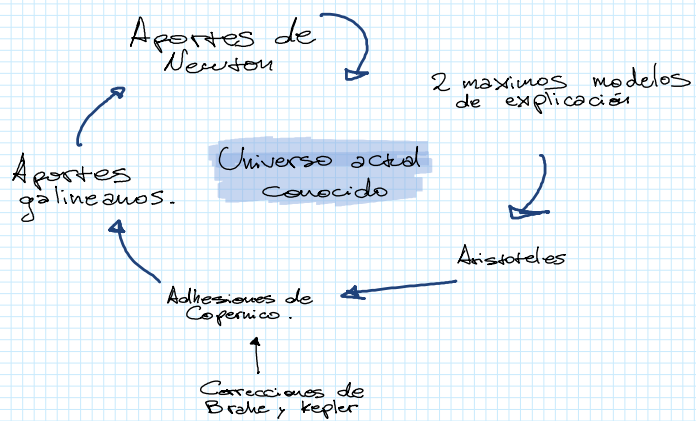 Aportes de
Newton
2 maximos modelos
de explicación
Universo actual
conocido
Aportes
galineanos.
Aristoteles
Adhesiones de
Copernico.
Correcciones de
Brahe y Kepler